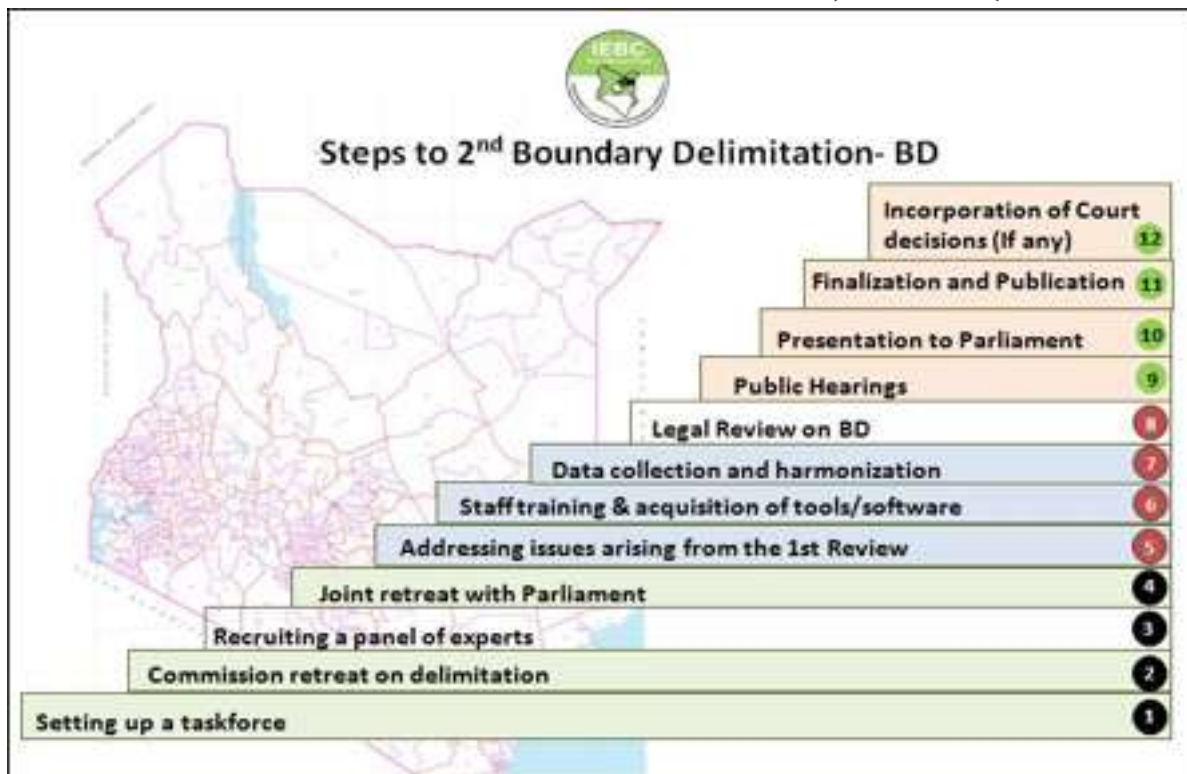 IEBC
Steps to 2nd Boundary Delimitation- BD
Incorporation of Court
decisions (If any)
12
Finalization and Publication
11
Presentation to Parliament
10
Public Hearings
9
Legal Review on BD
8
Data collection and harmonization
7
Staff training & acquisition of tools/software
6
Addressing issues arising from the 1st Review
5
Joint retreat with Parliament
4
Recruiting a panel of experts
3
Commission retreat on delimitation
2
Setting up a taskforce
1